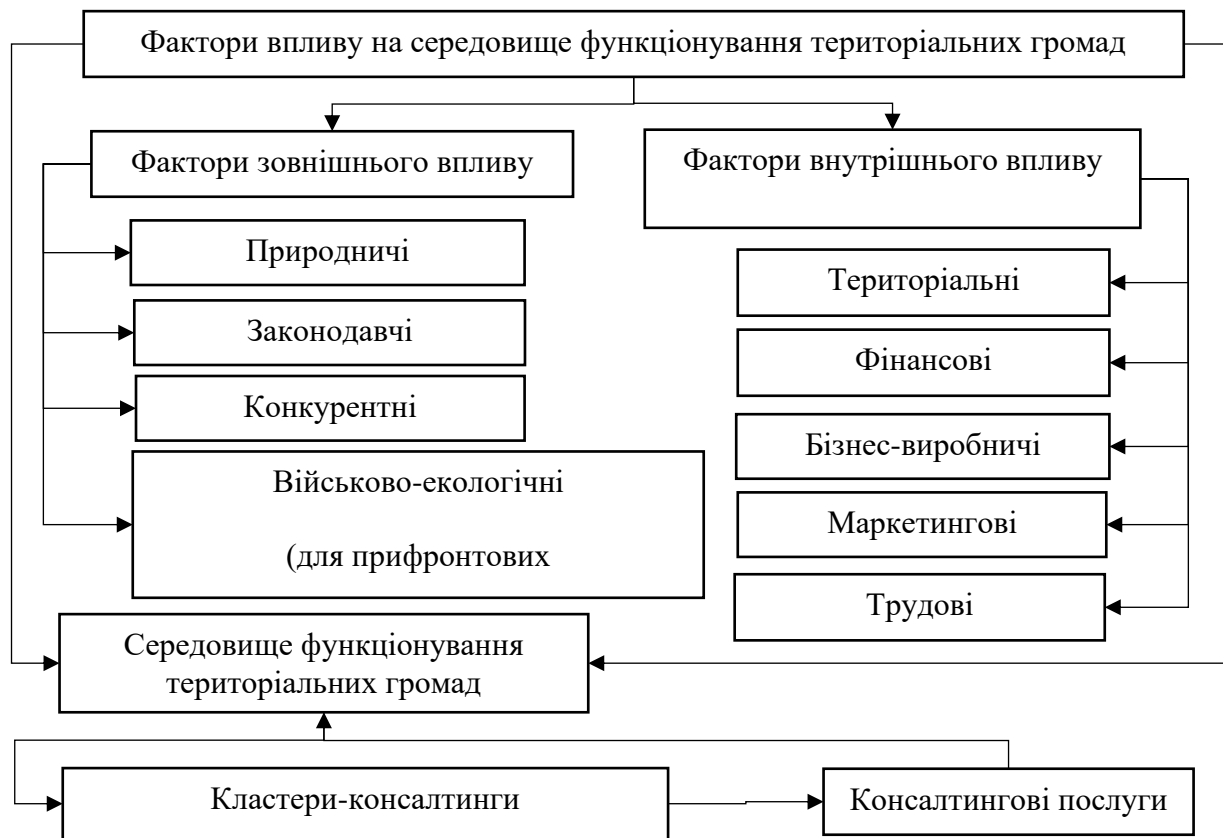 Фактори впливу на середовище функціонування територіальних громад
Фактори зовнішнього впливу
Фактори внутрішнього впливу
Природничі
Законодавчі
Конкурентні
Військово-екологічні
(для прифронтових
Територіальні
Фінансові
Бізнес-виробничі
Маркетингові
Трудові
Середовище функціонування
територіальних громад
Кластери-консалтинги
Консалтингові послуги